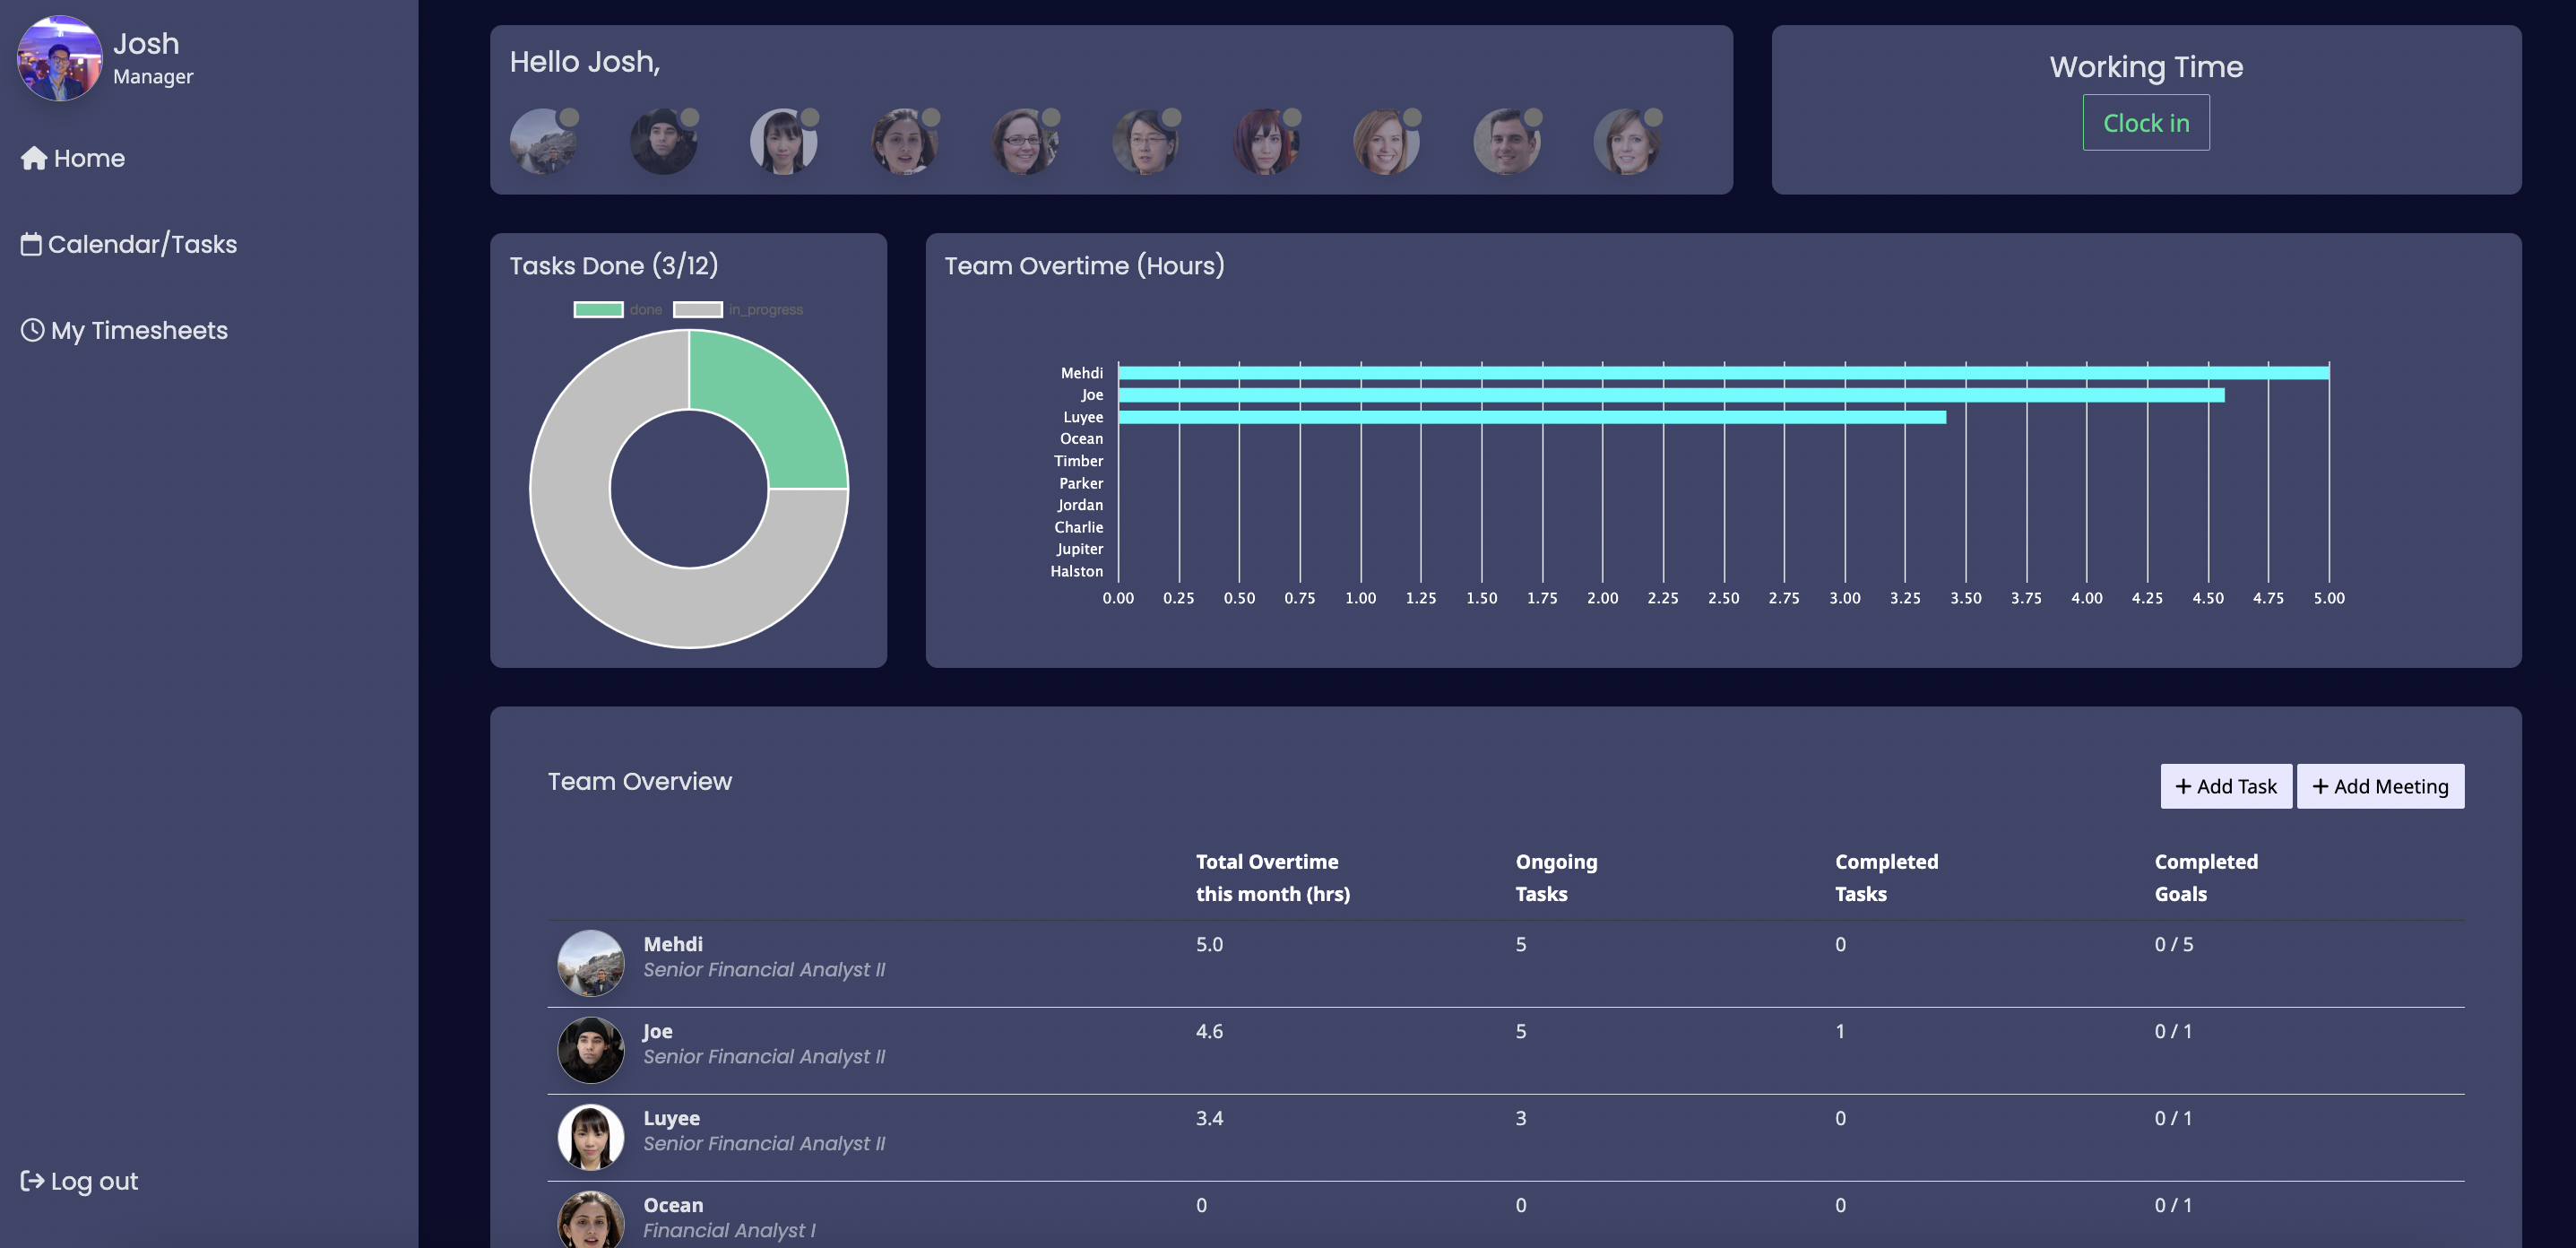 Josh
Manager
Home
Calendar/Tasks
My Timesheets
Log out
Hello Josh,
Working Time
Clock in
Tasks Done (3/12)
done in_progress
Team Overtime (Hours)
Mehdi
Joe
Luyee
Ocean
Timber
Parker
Jordan
Charlie
Jupiter
Halston
0.00 0.25 0.50 0.75 1.00 1.25 1.50 1.75 2.00 2.25 2.50 2.75 3.00 3.25 3.50 3.75 4.00 4.25 4.50 4.75 5.00
Team Overview
+ Add Task + Add Meeting
Total Overtime Ongoing Completed Completed
this month (hrs) Tasks Tasks Goals
Mehdi 5.0 5 0 0 / 5
Senior Financial Analyst II
Joe 4.6 5 1 0 / 1
Senior Financial Analyst II
Luyee 3.4 3 0 0 / 1
Senior Financial Analyst II
Ocean 0 0 0 0 / 1
Financial Analyst I